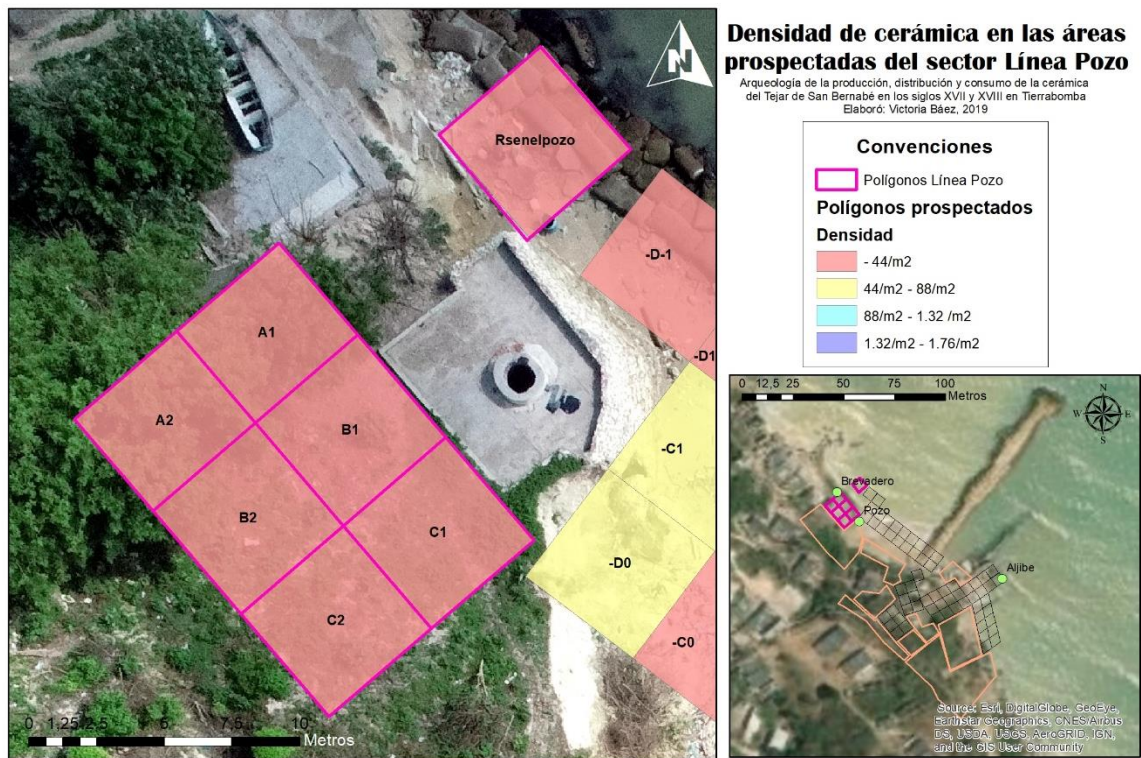 Densidad de cerámica en las áreas
prospectadas del sector Línea Pozo
Arqueología de la producción, distribución y consumo de la cerámica
del Tejar de San Bernabé en los siglos XVII y XVIII en Tierrabomba
Elaboró: Victoria Báez, 2019
Convenciones
Polígonos Línea Pozo
Polígonos prospectados
Densidad
- 44/m2
44/m2 - 88/m2
88/m2 - 1.32 /m2
1.32/m2 - 1.76/m2
N
Rsenelpozo
-D-1
-D1
A1
A2
B1
-C1
B2
C1
-D0
C2
-C0
0 1,25 2,5 5 7,5 10
Metros
0 12,5 25 50 75 100
Metros
N
W E
S
Brevadero
Pozo
Aljibe
Source: Esri, DigitalGlobe, GeoEye,
Earthstar Geographics, CNES/Airbus
DS, USDA, USGS, AeroGRID, IGN,
and the GIS User Community